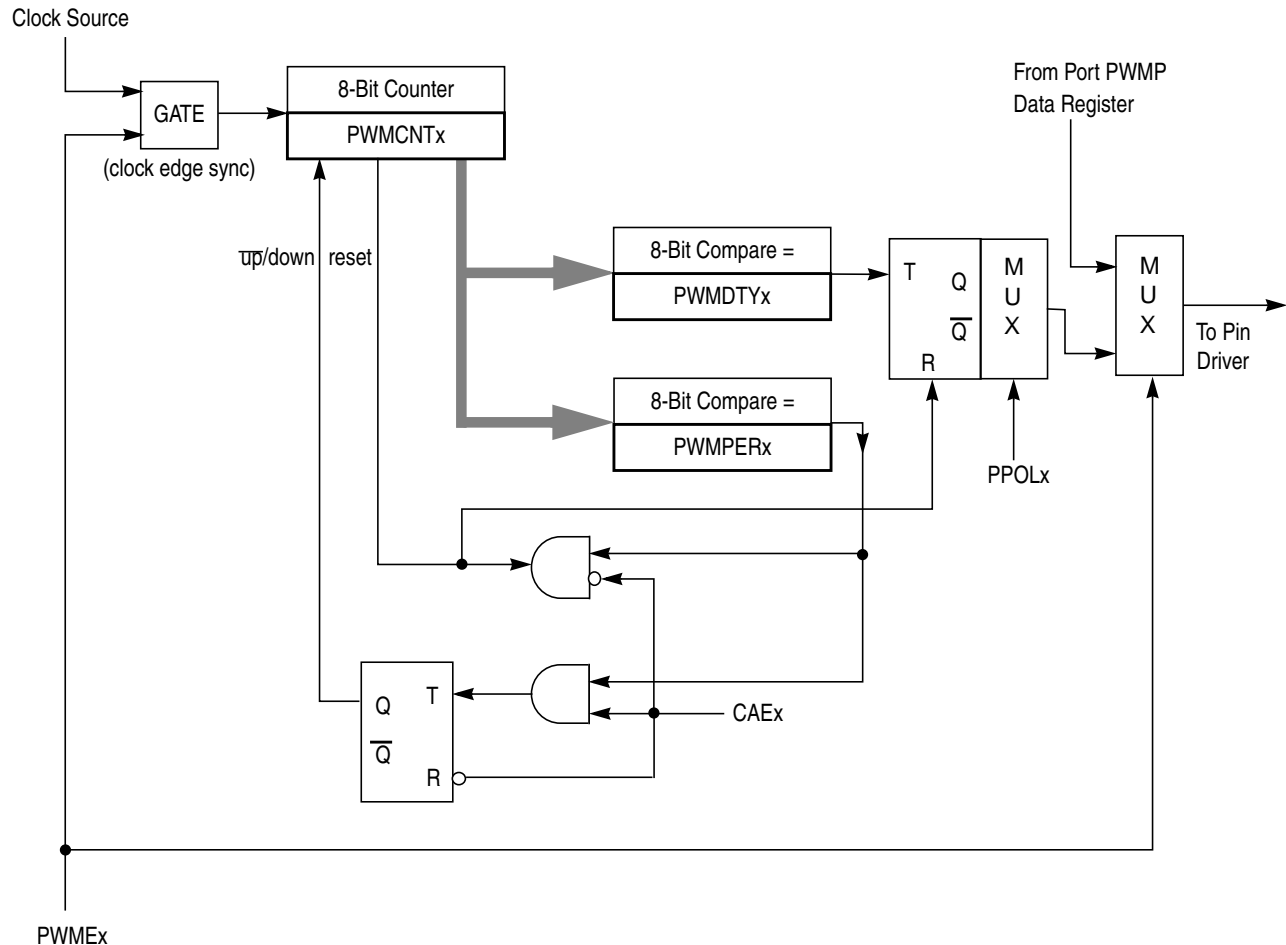 Clock Source
GATE
(clock edge sync)
8-Bit Counter
PWMCNTx
From Port PWMP
Data Register
u̅p̅/down
reset
8-Bit Compare =
PWMDTYx
T
Q
Q̅
R
M
U
X
M
U
X
To Pin
Driver
8-Bit Compare =
PWMPERx
PPOLx
Q
T
Q̅
R
CAEx
PWMEx